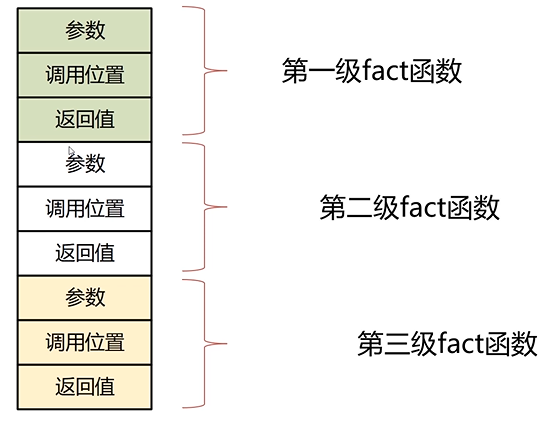 参数
调用位置
返回值
第一级fact函数
参数
调用位置
返回值
第二级fact函数
参数
调用位置
返回值
第三级fact函数